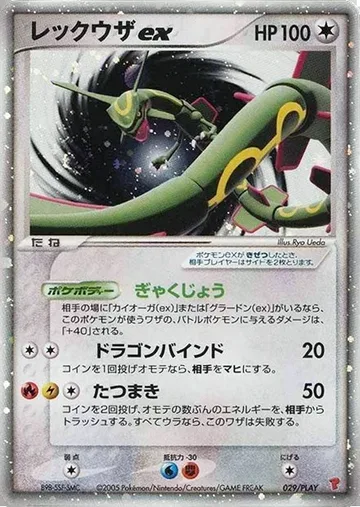 レックウザex HP100
たね
illus.Ryo Ueda
ポケモンexがきぜつしたとき、
相手プレイヤーはサイドを2枚とります。
ポケボディー ぎゃくじょう
相手の場に「カイオーガ(ex)」または「グラードン(ex)」がいるなら、
このポケモンが使うワザの、バトルポケモンに与えるダメージは、
「+40」される。
ドラゴンバインド 20
コインを1回投げオモテなら、相手をマヒにする。
たつまき 50
コインを2回投げ、オモテの数ぶんのエネルギーを、相手から
トラッシュする。すべてウラなら、このワザは失敗する。
弱点 抵抗力 -30 にげる
©2005 Pokémon/Nintendo/Creatures/GAME FREAK 029/PLAY